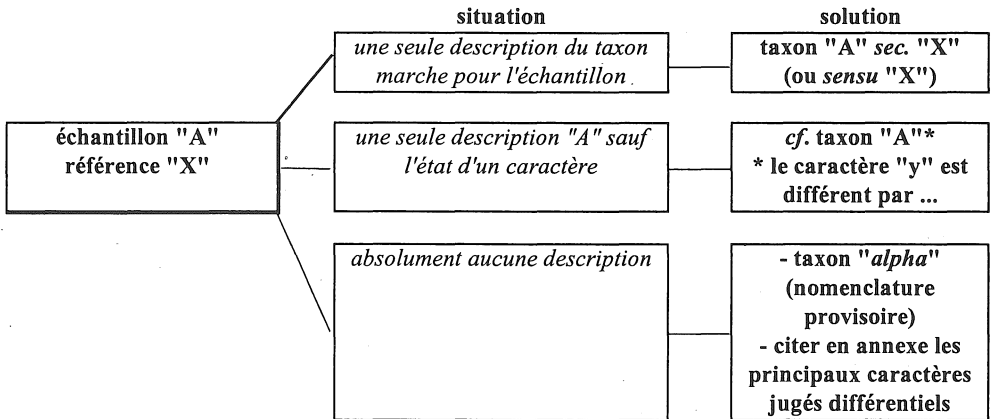 situation
solution
échantillon "A"
référence "X"
une seule description du taxon
marche pour l'échantillon
taxon "A" sec. "X"
(ou sensu "X")
une seule description "A" sauf
l'état d'un caractère
cf. taxon "A"*
* le caractère "y" est
différent par ...
absolument aucune description
- taxon "alpha"
(nomenclature
provisoire)
- citer en annexe les
principaux caractères
jugés différentiels